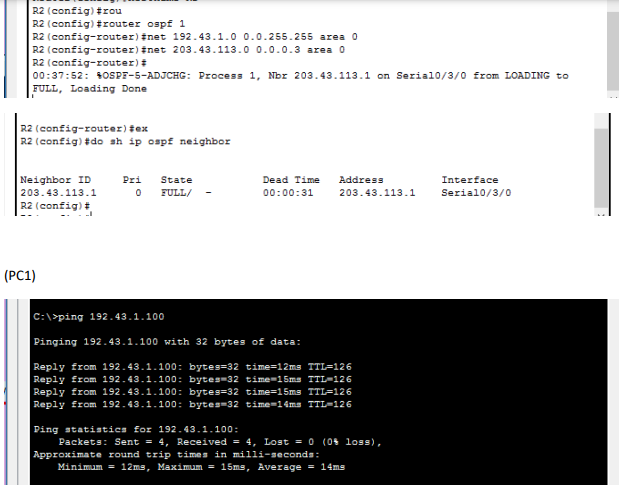 R2(config)#rou
R2(config)#router ospf 1
R2(config-router)#net 192.43.1.0 0.0.255.255 area 0
R2(config-router)#net 203.43.113.0 0.0.0.3 area 0
R2(config-router)#
00:37:52: %OSPF-5-ADJCHG: Process 1, Nbr 203.43.113.1 on Serial0/3/0 from LOADING to
FULL, Loading Done
R2(config-router)#ex
R2(config)#do sh ip ospf neighbor
Neighbor ID Pri State Dead Time Address Interface
203.43.113.1 0 FULL/ - 00:00:31 203.43.113.1 Serial0/3/0
R2(config)#
(PC1)
C:\>ping 192.43.1.100
Pinging 192.43.1.100 with 32 bytes of data:
Reply from 192.43.1.100: bytes=32 time=12ms TTL=126
Reply from 192.43.1.100: bytes=32 time=15ms TTL=126
Reply from 192.43.1.100: bytes=32 time=15ms TTL=126
Reply from 192.43.1.100: bytes=32 time=14ms TTL=126
Ping statistics for 192.43.1.100:
Packets: Sent = 4, Received = 4, Lost = 0 (0% loss),
Approximate round trip times in milli-seconds:
Minimum = 12ms, Maximum = 15ms, Average = 14ms